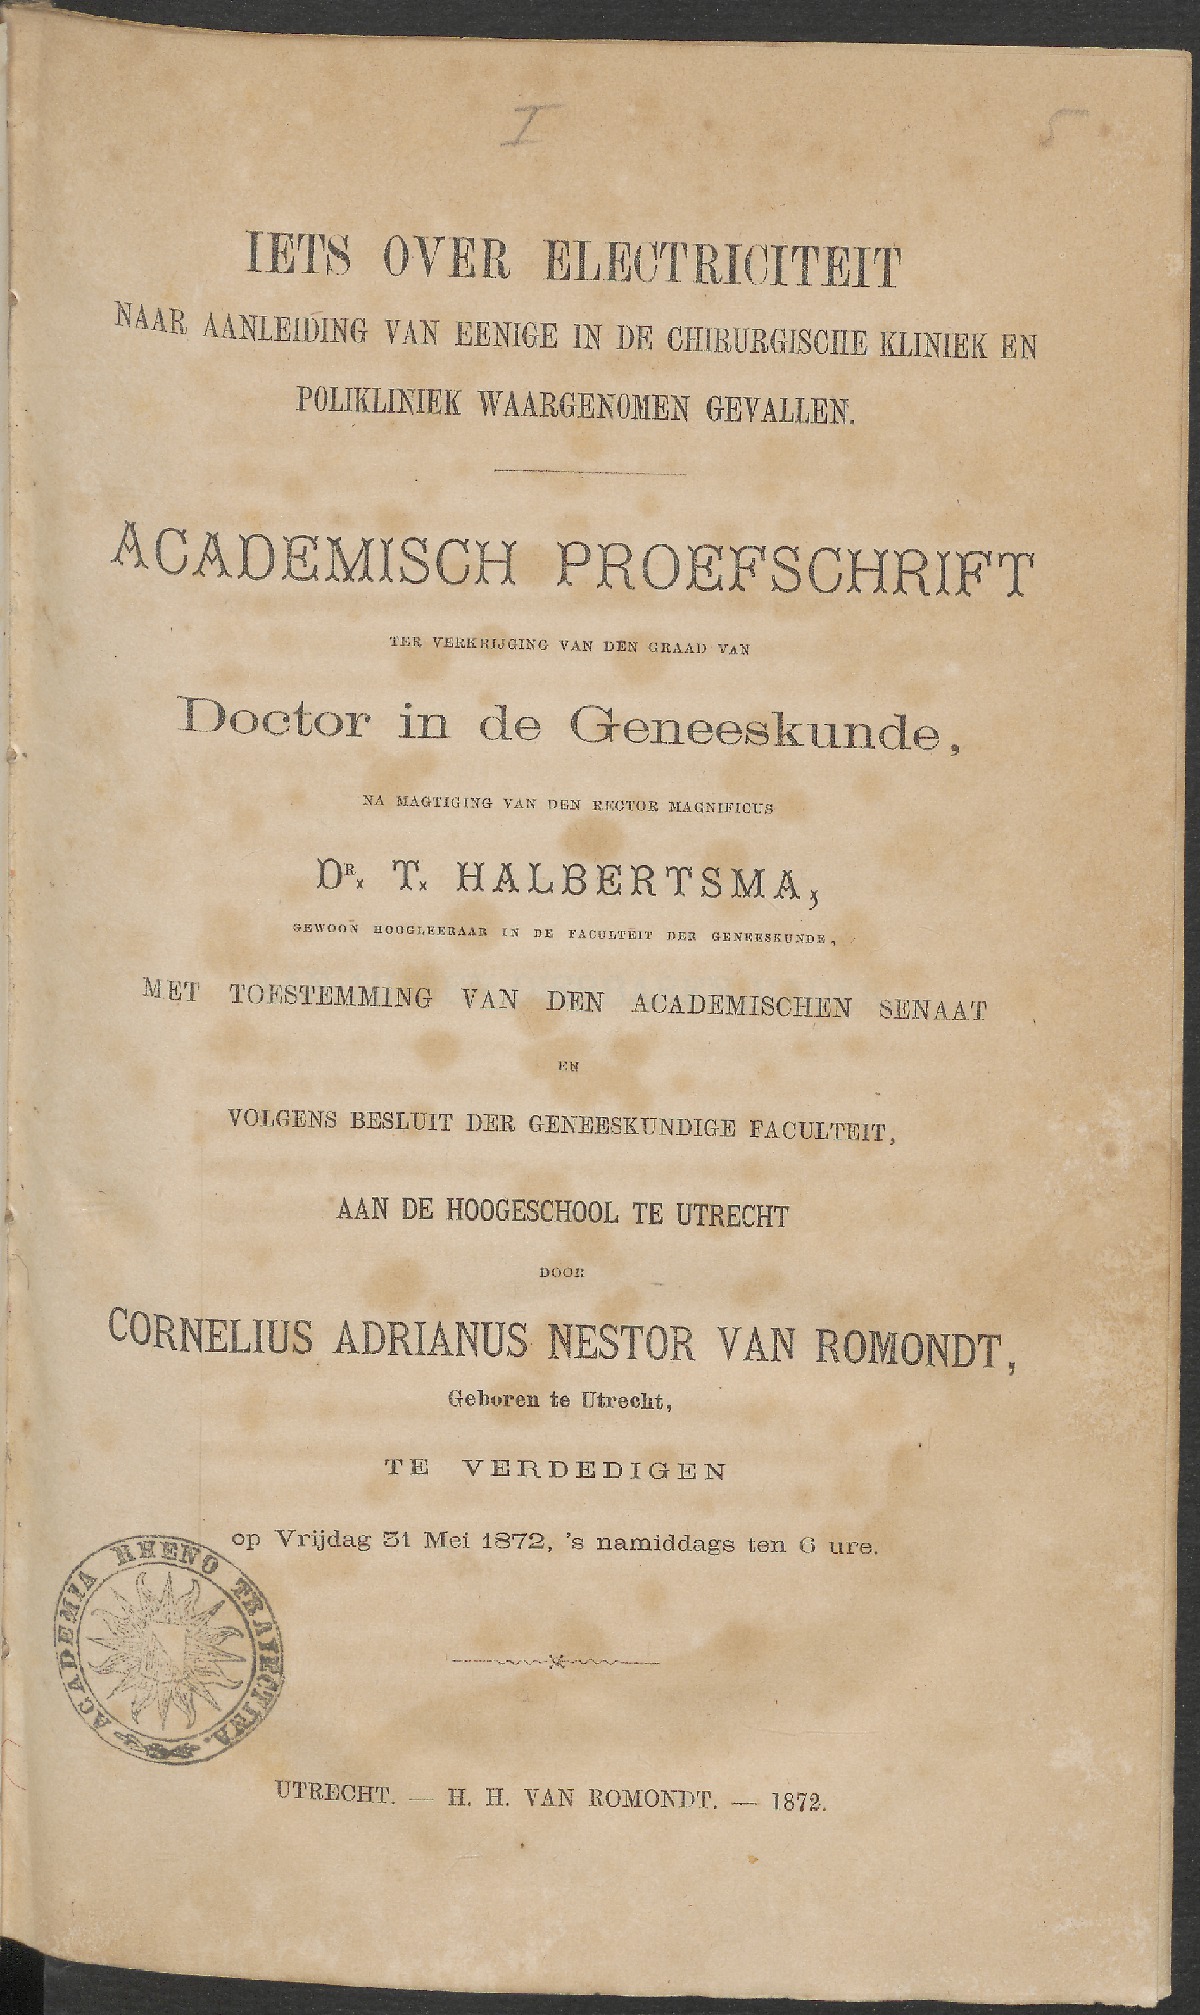 I 5
IETS OVER ELECTRICITEIT
NAAR AANLEIDING VAN EENIGE IN DE CHIRURGISCHE KLINIEK EN
POLIKLINIEK WAARGENOMEN GEVALLEN.
ACADEMISCH PROEFSCHRIFT
TER VERKRIJGING VAN DEN GRAAD VAN
Doctor in de Geneeskunde,
NA MAGTIGING VAN DEN RECTOR MAGNIFICUS
DR. T. HALBERTSMA,
GEWOON HOOGLEERAAR IN DE FACULTEIT DER GENEESKUNDE,
MET TOESTEMMING VAN DEN ACADEMISCHEN SENAAT
EN
VOLGENS BESLUIT DER GENEESKUNDIGE FACULTEIT,
AAN DE HOOGESCHOOL TE UTRECHT
DOOR
CORNELIUS ADRIANUS NESTOR VAN ROMONDT,
Geboren te Utrecht,
TE VERDEDIGEN
op Vrijdag 31 Mei 1872, 's namiddags ten 6 ure.
ACADEMIA RHENO TRAIECTINA.
UTRECHT. — H. H. VAN ROMONDT. — 1872.